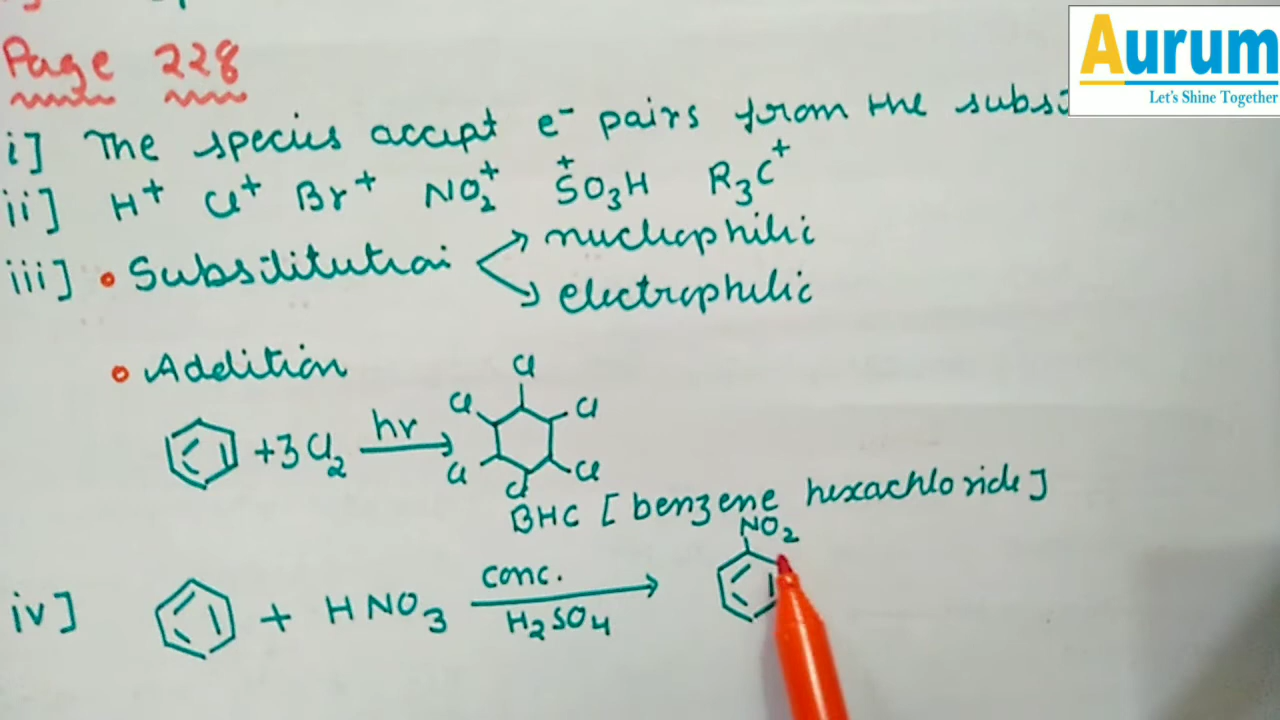 Page 228
Aurum
Let's Shine Together
i] The species accept e⁻ pairs from the subs
ii] H⁺ Cl⁺ Br⁺ NO₂⁺ S⁺O₃H R₃C⁺
iii] • Substitution → nucleophilic
→ electrophilic
• Addition
+ 3Cl₂ hν
Cl
Cl Cl
Cl Cl
Cl
BHC [benzene hexachloride]
NO₂
iv] + HNO₃ conc.
H₂SO₄